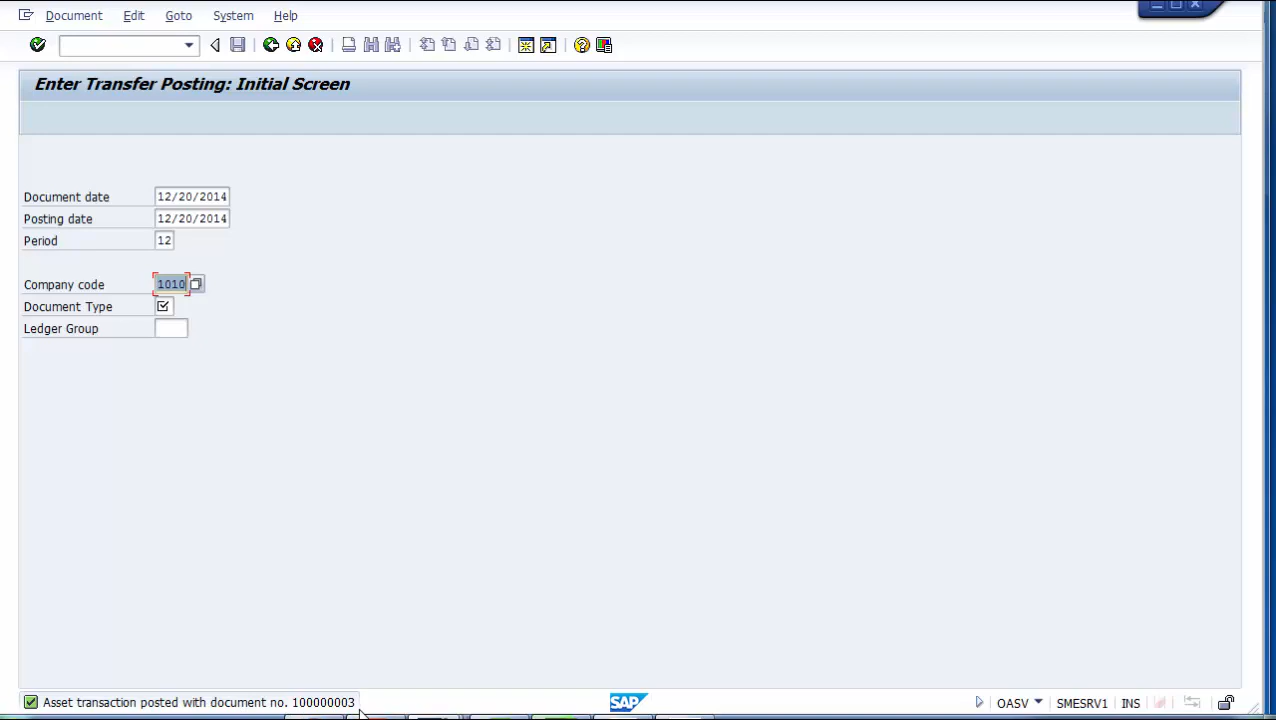 Document Edit Goto System Help
Enter Transfer Posting: Initial Screen
Document date 12/20/2014
Posting date 12/20/2014
Period 12
Company code 1010
Document Type
Ledger Group
Asset transaction posted with document no. 100000003
SAP
OASV SMESRV1 INS